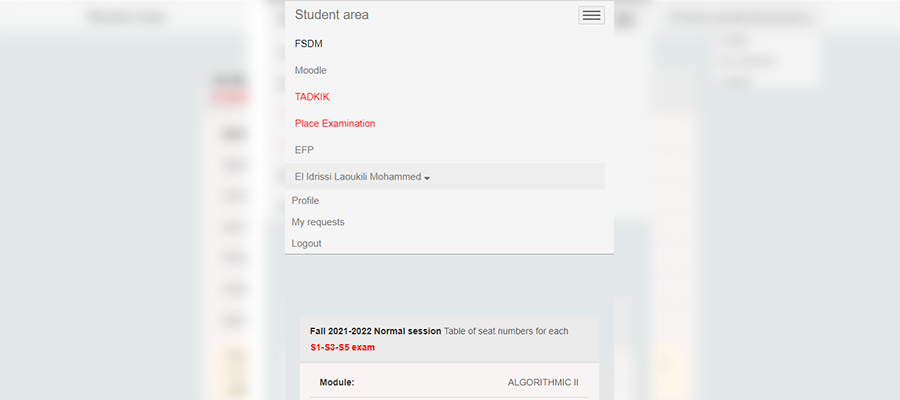 Student area
FSDM
Moodle
TADKIK
Place Examination
EFP
El Idrissi Laoukili Mohammed
Profile
My requests
Logout
Fall 2021-2022 Normal session Table of seat numbers for each
S1-S3-S5 exam
Module: ALGORITHMIC II